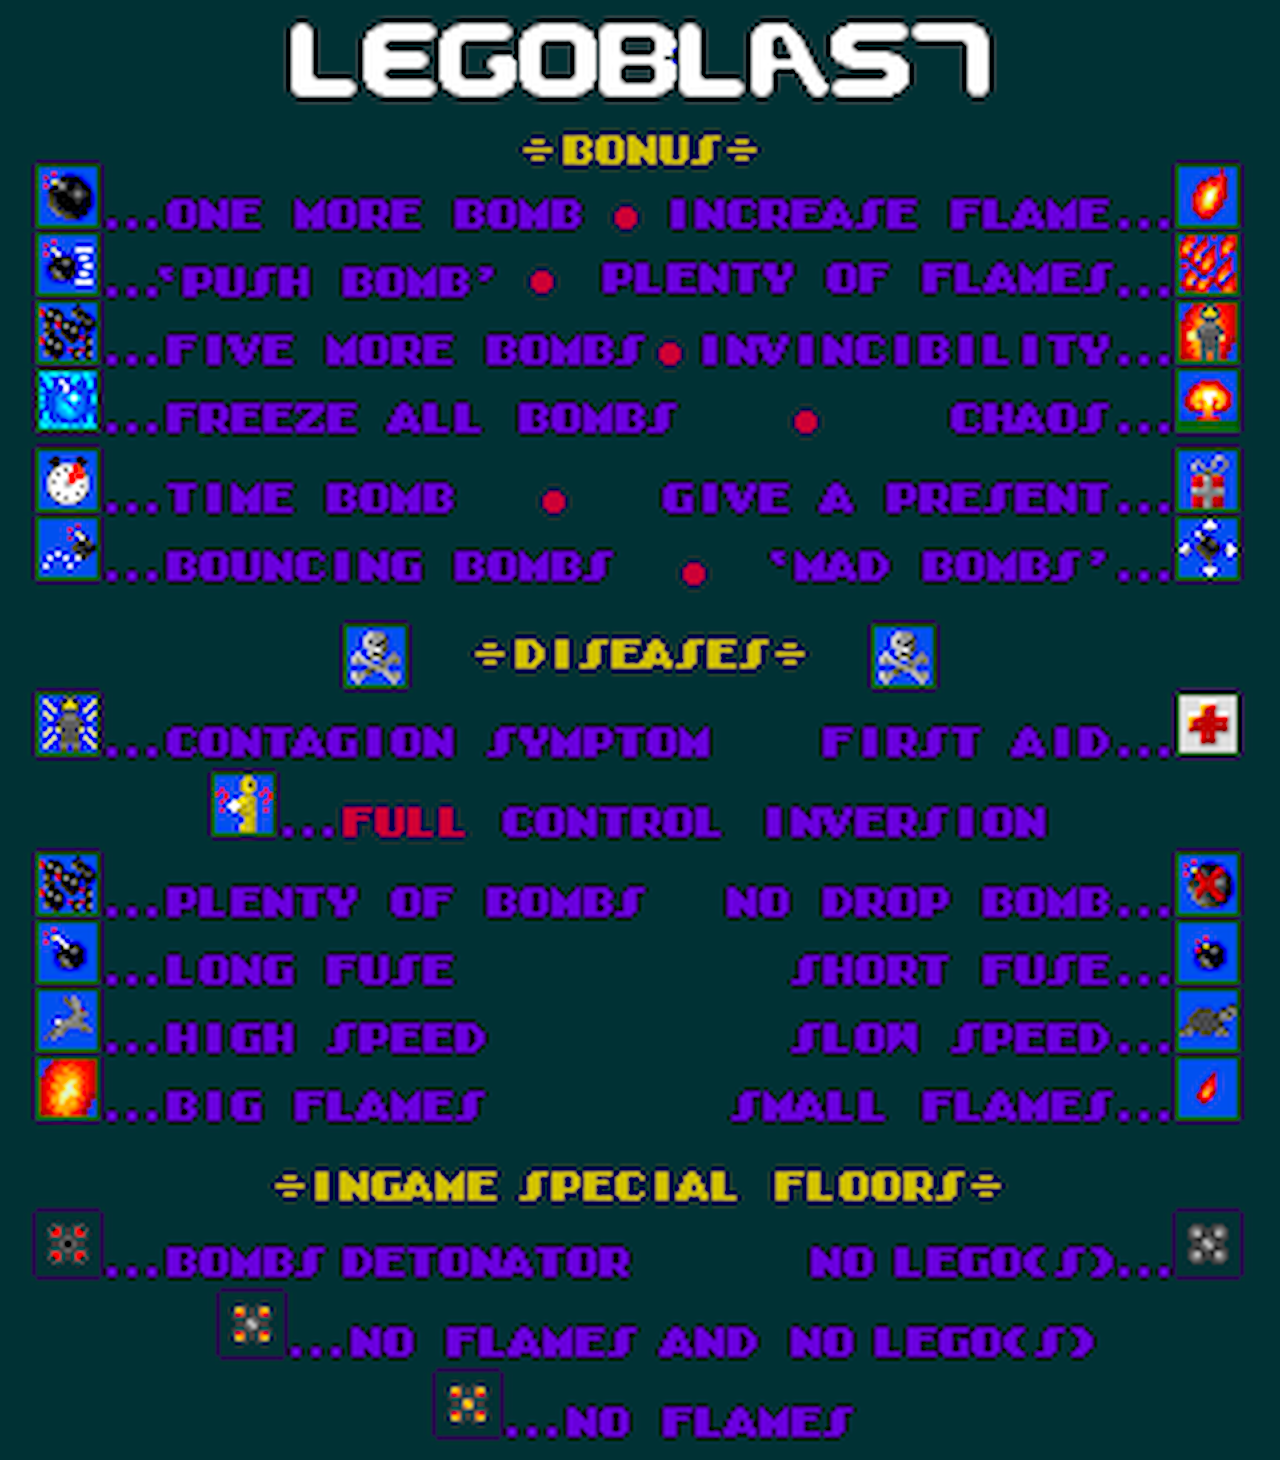 LEGOBLAST
÷BONUS÷
...ONE MORE BOMB • INCREASE FLAME...
...'PUSH BOMB' • PLENTY OF FLAMES...
...FIVE MORE BOMBS • INVINCIBILITY...
...FREEZE ALL BOMBS • CHAOS...
...TIME BOMB • GIVE A PRESENT...
...BOUNCING BOMBS • 'MAD BOMBS'...
÷DISEASES÷
...CONTAGION SYMPTOM FIRST AID...
...FULL CONTROL INVERSION
...PLENTY OF BOMBS NO DROP BOMB...
...LONG FUSE SHORT FUSE...
...HIGH SPEED SLOW SPEED...
...BIG FLAMES SMALL FLAMES...
÷INGAME SPECIAL FLOORS÷
...BOMBS DETONATOR NO LEGO(S)...
...NO FLAMES AND NO LEGO(S)
...NO FLAMES